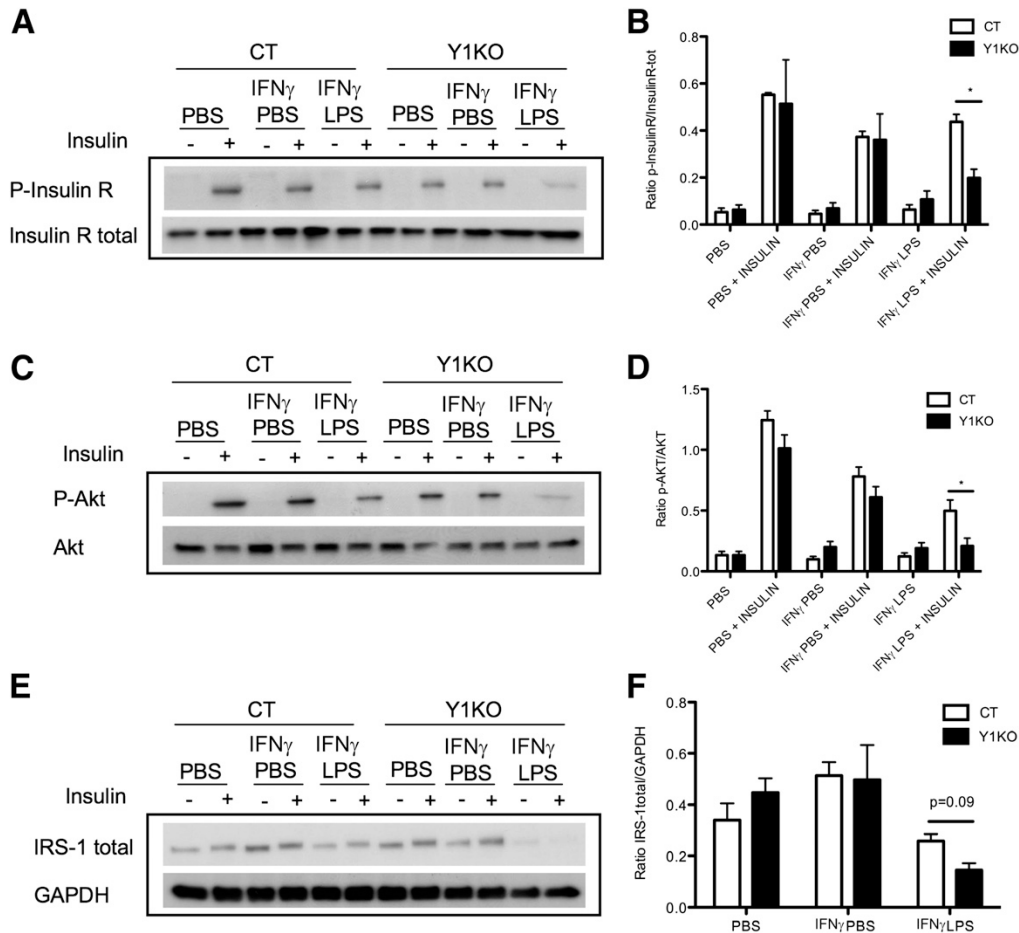 A
CT Y1KO
IFNγ IFNγ IFNγ IFNγ
PBS PBS LPS PBS PBS LPS
Insulin - + - + - + - + - + - +
P-Insulin R
Insulin R total
B
CT
Y1KO
Ratio p-InsulinR/InsulinR-tot
0.8
0.6
0.4
0.2
0.0
*
PBS
PBS + INSULIN
IFNγ PBS
IFNγ PBS + INSULIN
IFNγ LPS
IFNγ LPS + INSULIN
C
CT Y1KO
IFNγ IFNγ IFNγ IFNγ
PBS PBS LPS PBS PBS LPS
Insulin - + - + - + - + - + - +
P-Akt
Akt
D
CT
Y1KO
Ratio p-AKT/AKT
1.5
1.0
0.5
0.0
*
PBS
PBS + INSULIN
IFNγ PBS
IFNγ PBS + INSULIN
IFNγ LPS
IFNγ LPS + INSULIN
E
CT Y1KO
IFNγ IFNγ IFNγ IFNγ
PBS PBS LPS PBS PBS LPS
Insulin - + - + - + - + - + - +
IRS-1 total
GAPDH
F
CT
Y1KO
Ratio IRS-1total/GAPDH
0.8
0.6
0.4
0.2
0.0
p=0.09
PBS IFNγPBS IFNγLPS